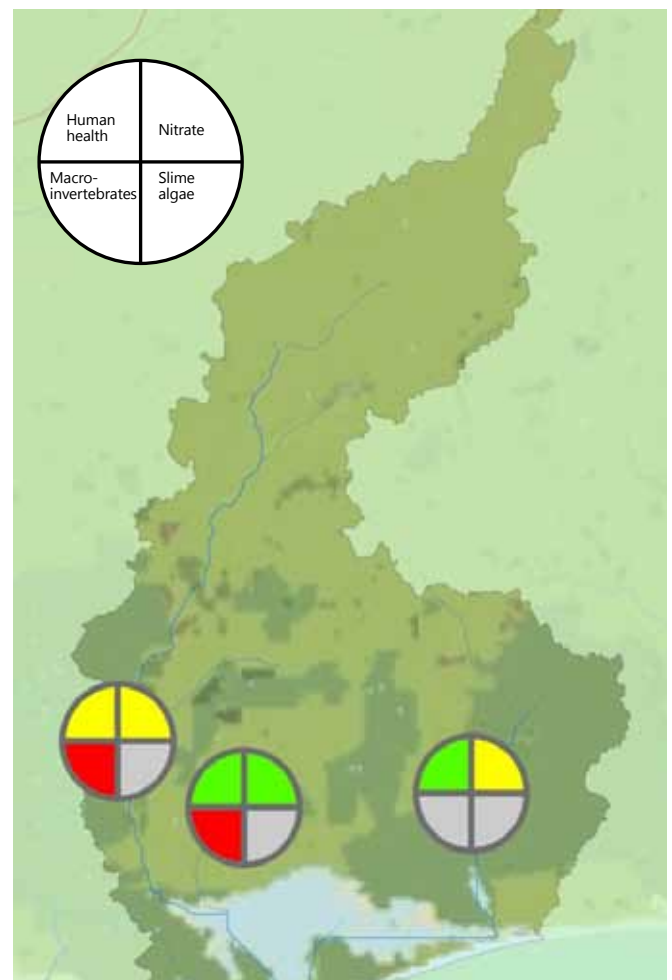 Human
health
Nitrate
Macro-
invertebrates
Slime
algae